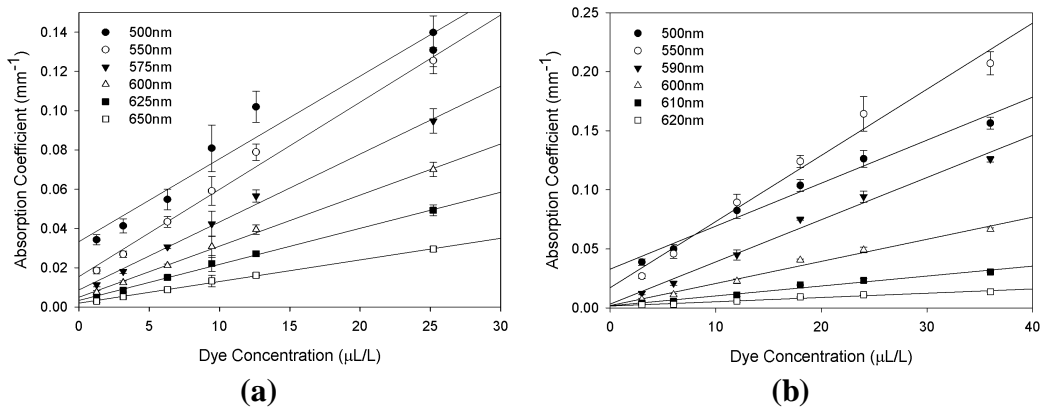 0.14
0.12
0.10
0.08
0.06
0.04
0.02
0.00
Absorption Coefficient (mm⁻¹)
500nm
550nm
575nm
600nm
625nm
650nm
0 5 10 15 20 25 30
Dye Concentration (μL/L)
(a)
0.25
0.20
0.15
0.10
0.05
0.00
Absorption Coefficient (mm⁻¹)
500nm
550nm
590nm
600nm
610nm
620nm
0 10 20 30 40
Dye Concentration (μL/L)
(b)